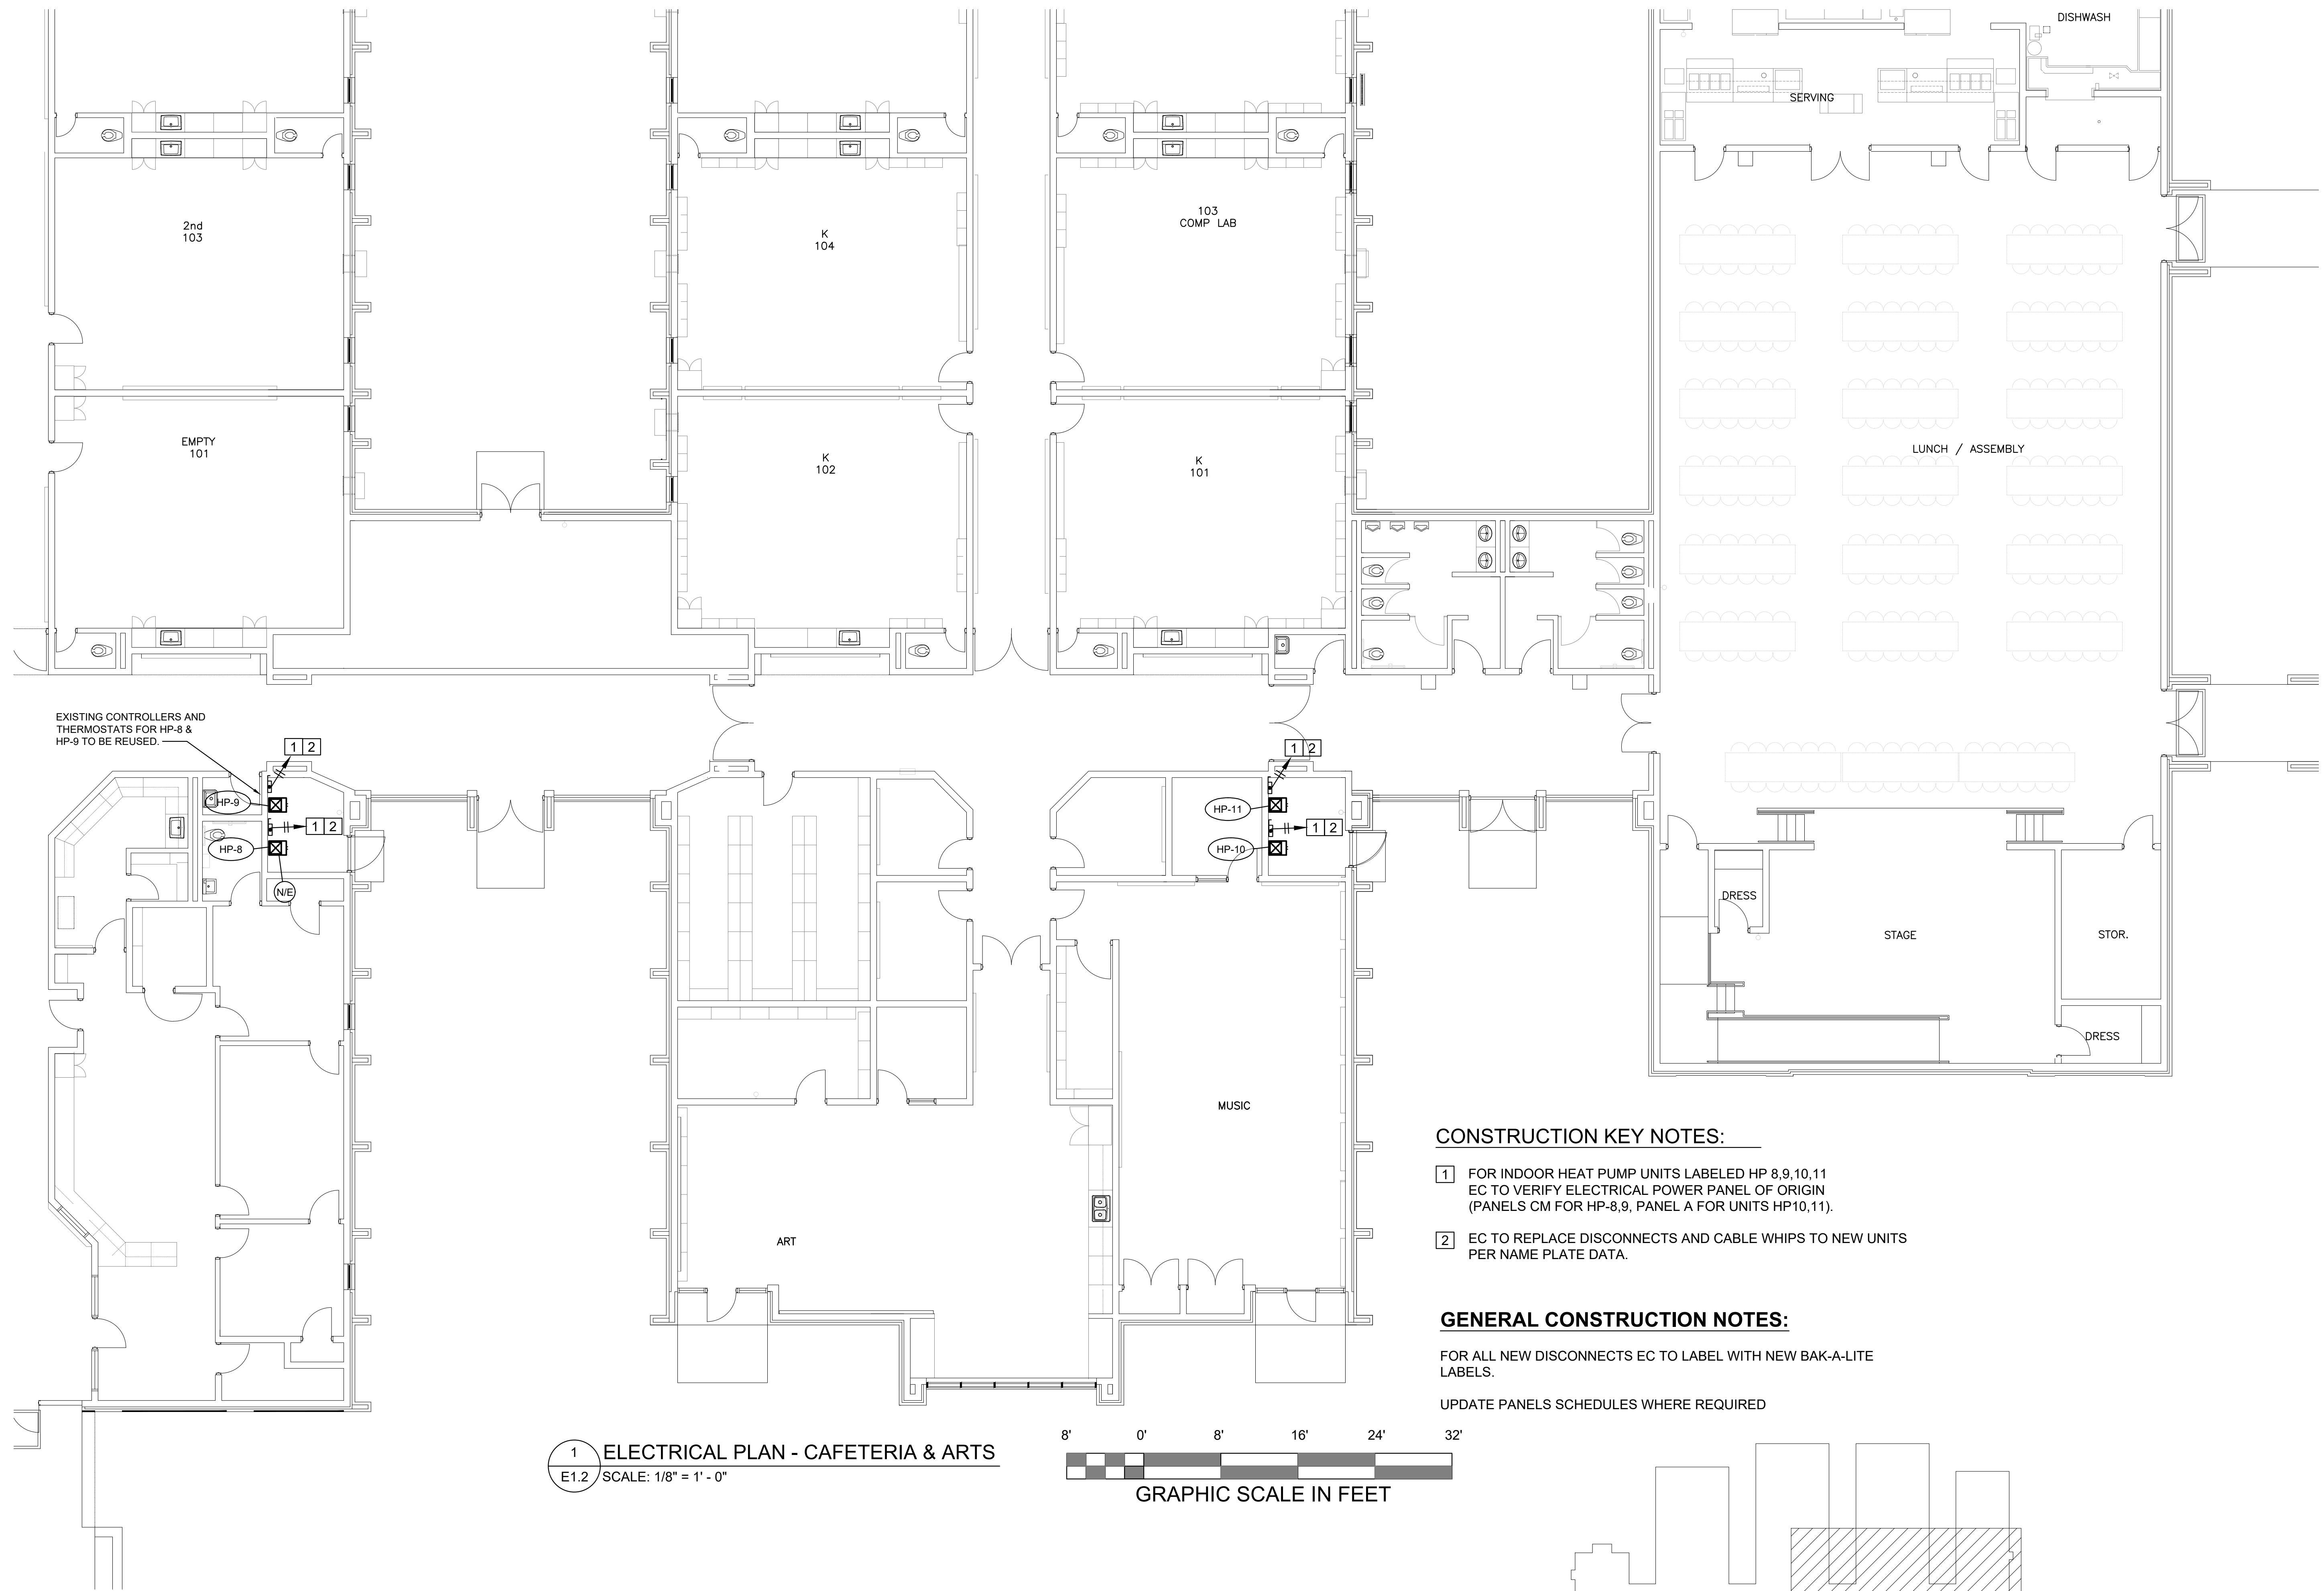 DISHWASH
SERVING
2nd
103
K
104
103
COMP LAB
EMPTY
101
K
102
K
101
LUNCH / ASSEMBLY
EXISTING CONTROLLERS AND
THERMOSTATS FOR HP-8 &
HP-9 TO BE REUSED.
1 2
HP-9
1 2
HP-8
N/E
1 2
HP-11
1 2
HP-10
DRESS
STAGE
STOR.
DRESS
MUSIC
ART
CONSTRUCTION KEY NOTES:
1 FOR INDOOR HEAT PUMP UNITS LABELED HP 8,9,10,11
EC TO VERIFY ELECTRICAL POWER PANEL OF ORIGIN
(PANELS CM FOR HP-8,9, PANEL A FOR UNITS HP10,11).
2 EC TO REPLACE DISCONNECTS AND CABLE WHIPS TO NEW UNITS
PER NAME PLATE DATA.
GENERAL CONSTRUCTION NOTES:
FOR ALL NEW DISCONNECTS EC TO LABEL WITH NEW BAK-A-LITE
LABELS.
UPDATE PANELS SCHEDULES WHERE REQUIRED
1 ELECTRICAL PLAN - CAFETERIA & ARTS
E1.2 SCALE: 1/8" = 1' - 0"
8' 0' 8' 16' 24' 32'
GRAPHIC SCALE IN FEET